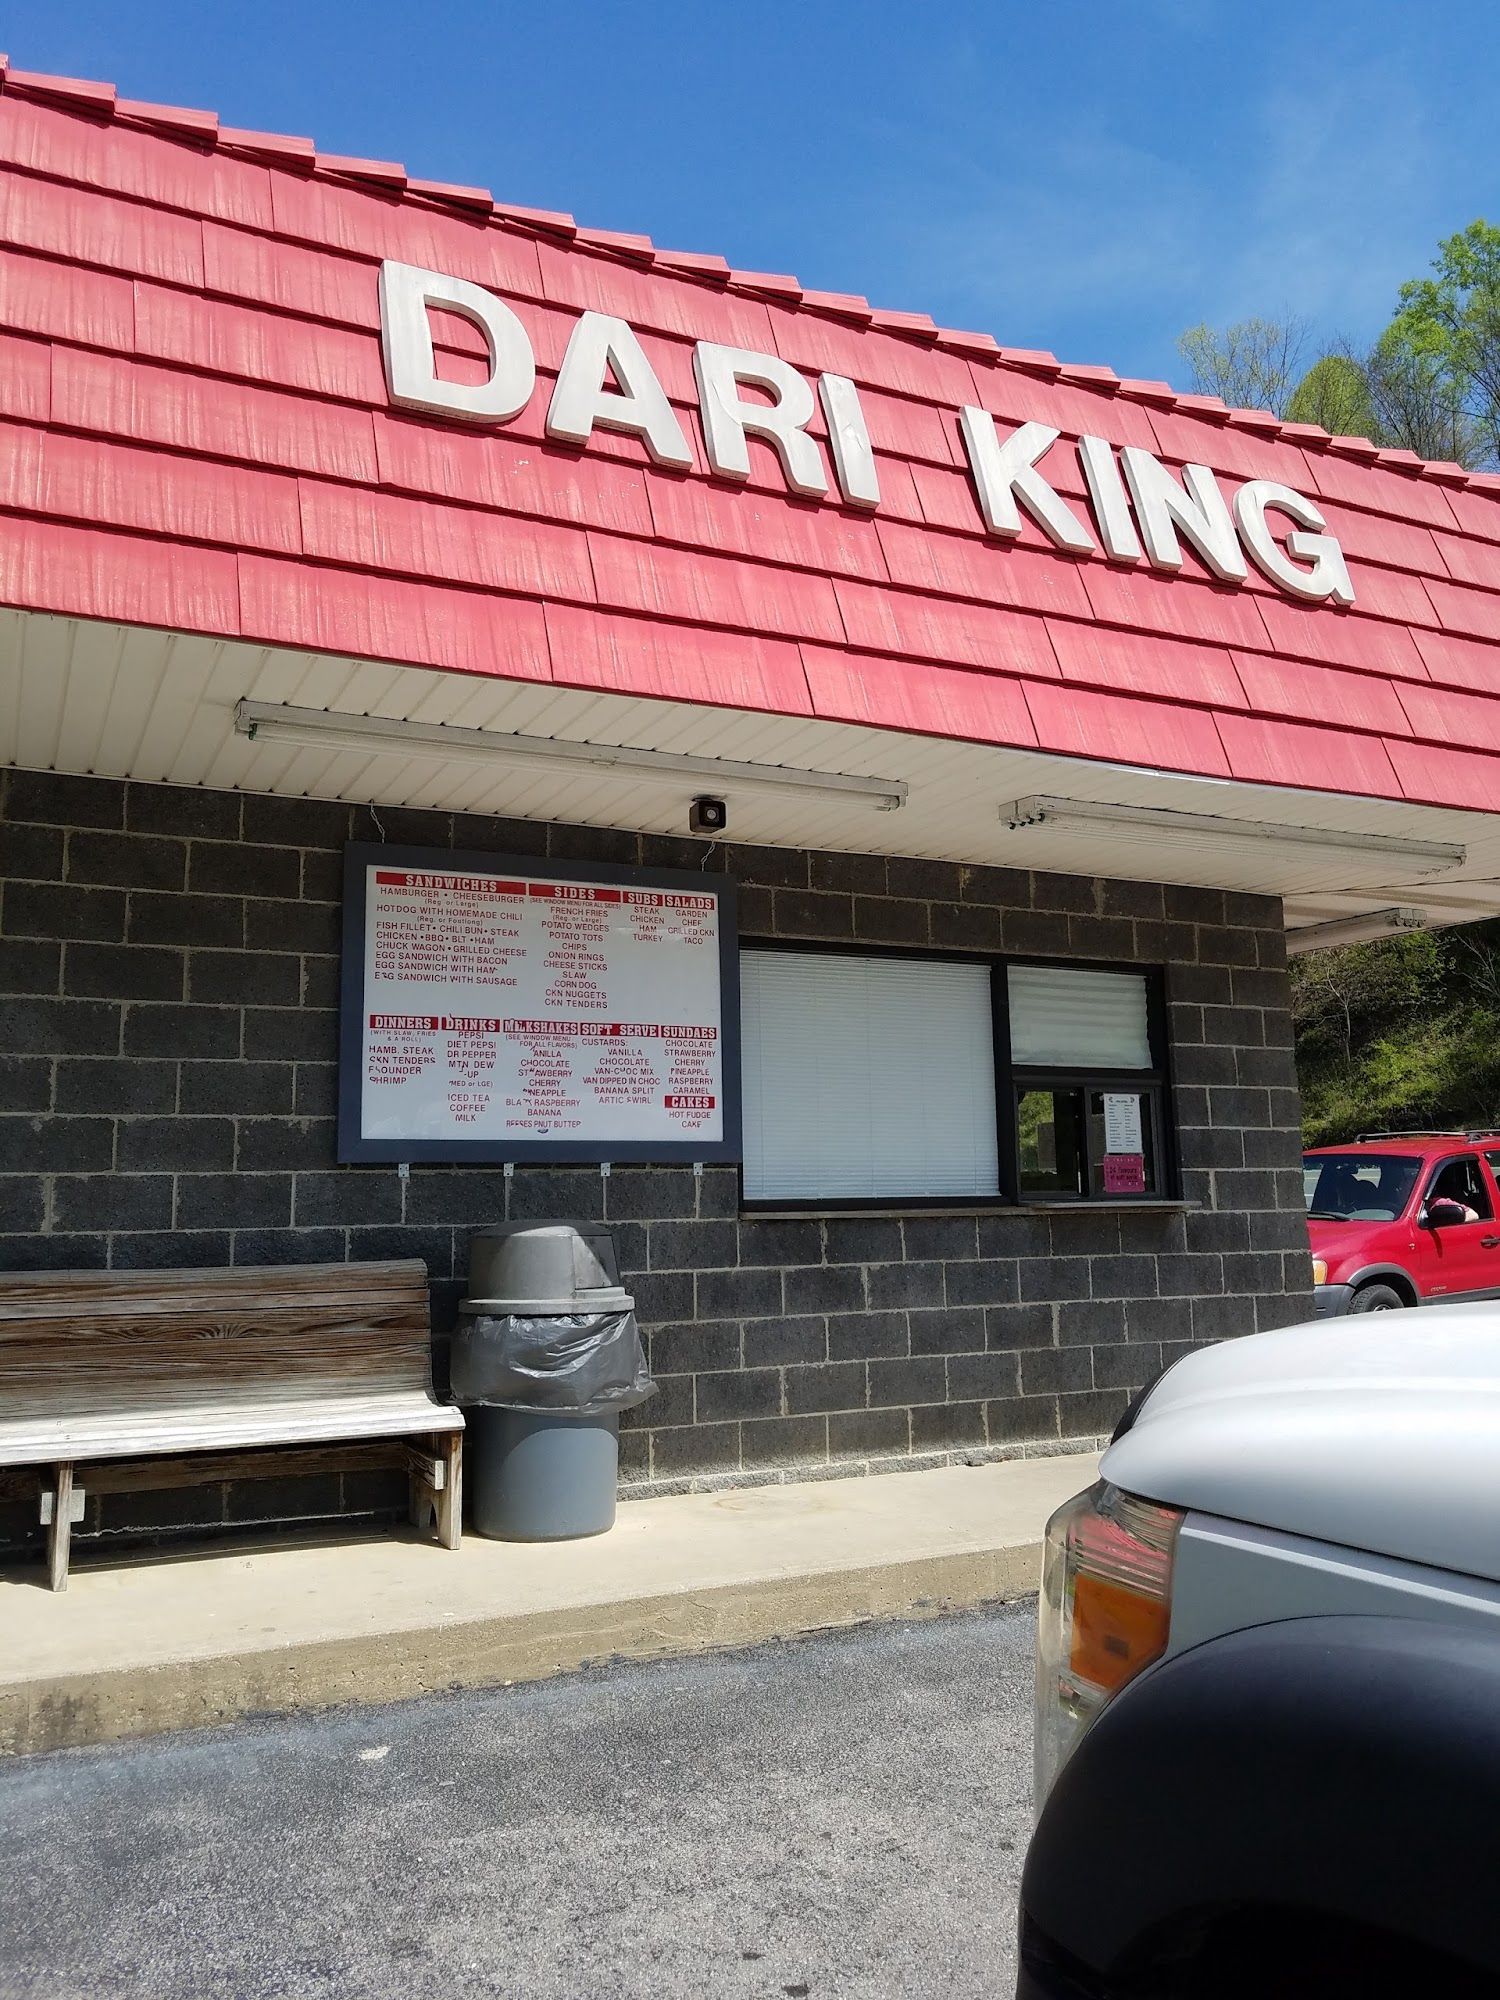 DARI KING
SANDWICHES
HAMBURGER • CHEESEBURGER
(Reg. or Large)
HOTDOG WITH HOMEMADE CHILI
(Reg. or Footlong)
FISH FILLET • CHILI BUN • STEAK
CHICKEN • BBQ • BLT • HAM
CHUCK WAGON • GRILLED CHEESE
EGG SANDWICH WITH BACON
EGG SANDWICH WITH HAM
EGG SANDWICH WITH SAUSAGE
SIDES
(SEE WINDOW MENU FOR ALL SIDES)
FRENCH FRIES
(Reg. or Large)
POTATO WEDGES
POTATO TOTS
CHIPS
ONION RINGS
CHEESE STICKS
SLAW
CORN DOG
CKN NUGGETS
CKN TENDERS
SUBS
STEAK
CHICKEN
HAM
TURKEY
SALADS
GARDEN
CHEF
GRILLED CKN
TACO
DINNERS
(WITH SLAW, FRIES
& A ROLL)
HAMB. STEAK
CKN TENDERS
FLOUNDER
SHRIMP
DRINKS
PEPSI
DIET PEPSI
DR PEPPER
MTN DEW
-UP
(MED or LGE)
ICED TEA
COFFEE
MILK
MILKSHAKES
(SEE WINDOW MENU
FOR ALL FLAVORS)
VANILLA
CHOCOLATE
STRAWBERRY
CHERRY
PINEAPPLE
BLACK RASPBERRY
BANANA
REESES PNUT BUTTER
SOFT SERVE
CUSTARDS:
VANILLA
CHOCOLATE
VAN-CHOC MIX
VAN DIPPED IN CHOC
BANANA SPLIT
ARTIC SWIRL
SUNDAES
CHOCOLATE
STRAWBERRY
CHERRY
PINEAPPLE
RASPBERRY
CARAMEL
CAKES
HOT FUDGE
CAKE